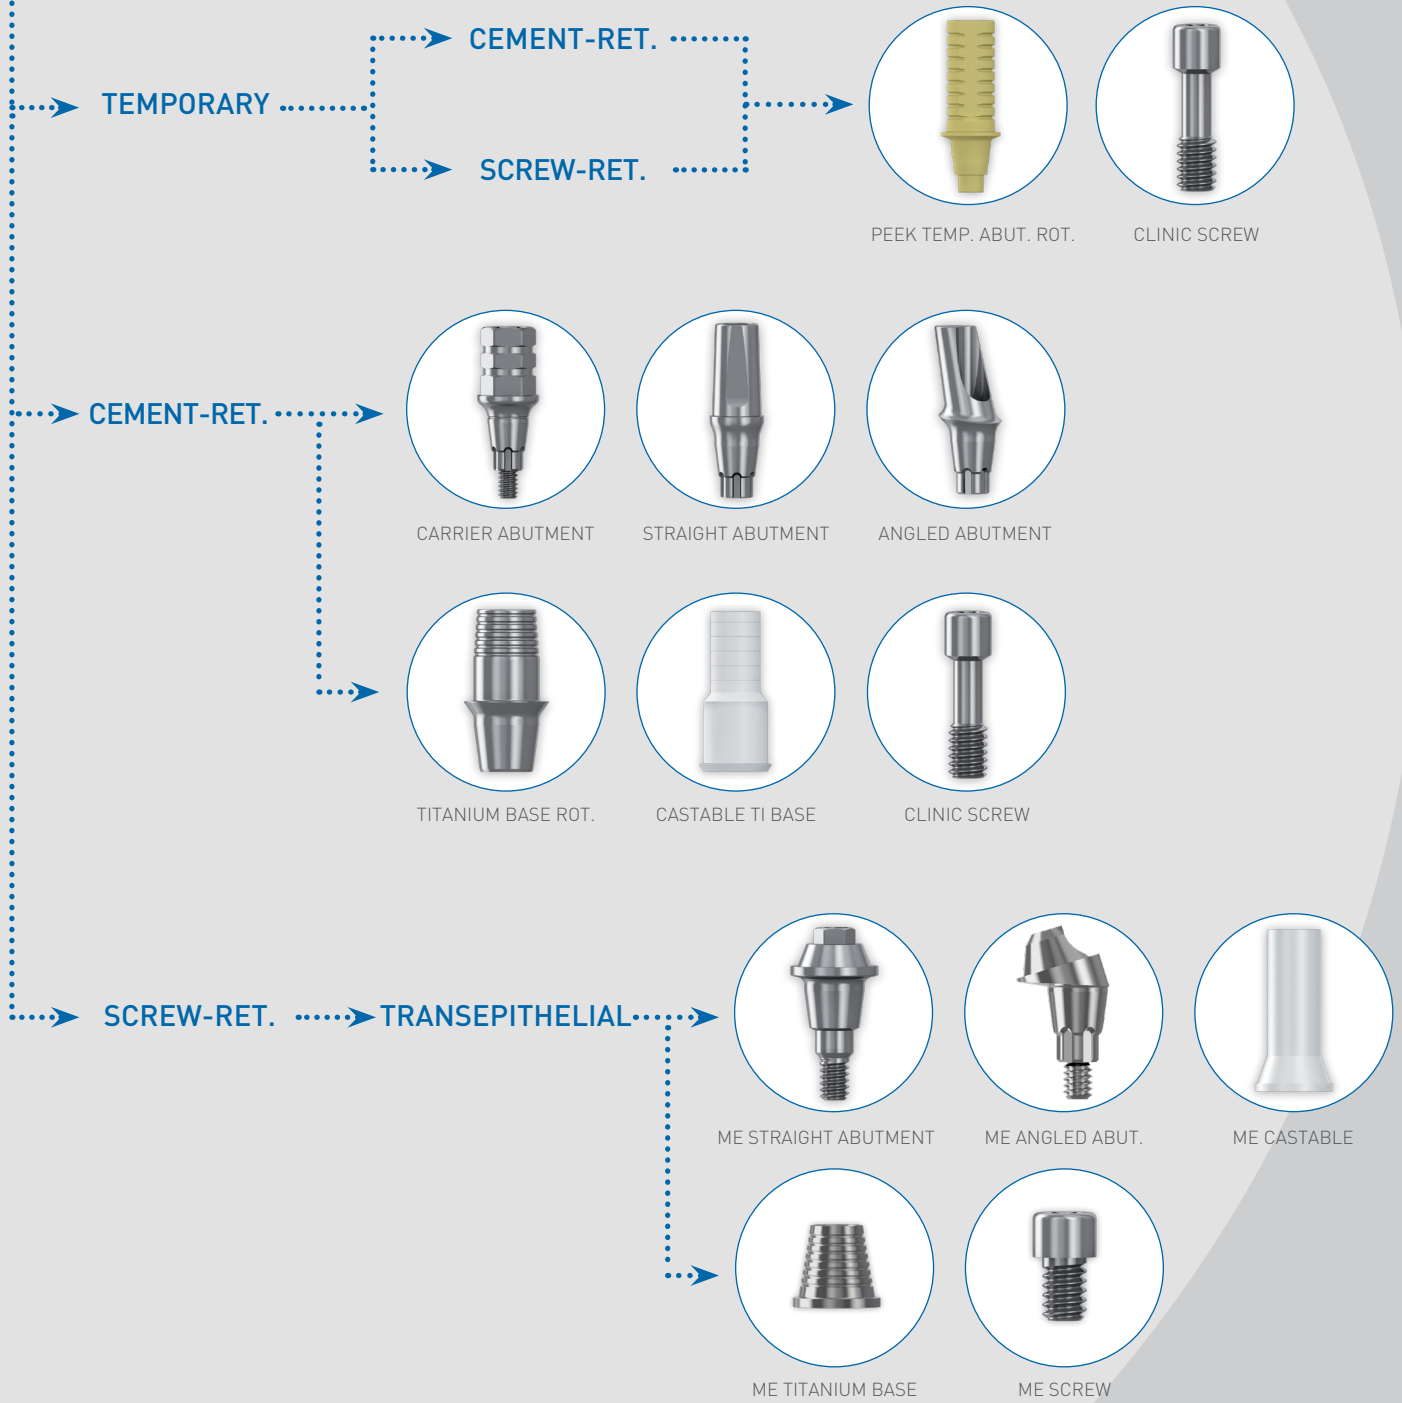 CEMENT-RET.
TEMPORARY
SCREW-RET.
PEEK TEMP. ABUT. ROT.
CLINIC SCREW
CEMENT-RET.
CARRIER ABUTMENT
STRAIGHT ABUTMENT
ANGLED ABUTMENT
TITANIUM BASE ROT.
CASTABLE TI BASE
CLINIC SCREW
SCREW-RET.
TRANSEPITHELIAL
ME STRAIGHT ABUTMENT
ME ANGLED ABUT.
ME CASTABLE
ME TITANIUM BASE
ME SCREW